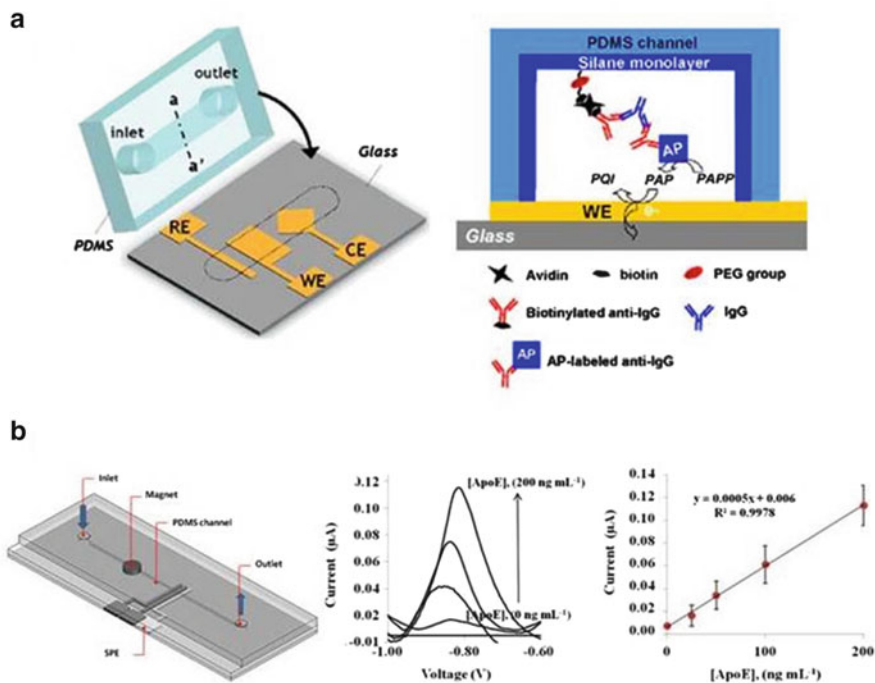 a
outlet
a
inlet
a'
PDMS
Glass
RE
WE
CE
PDMS channel
Silane monolayer
AP
PQI
PAP
PAPP
WE
Glass
Avidin
biotin
PEG group
Biotinylated anti-IgG
IgG
AP
AP-labeled anti-IgG
b
Inlet
Magnet
PDMS channel
Outlet
SPE
Current (μA)
0.12
0.10
0.08
0.06
0.04
0.02
-0.01
-1.00
-0.80
-0.60
Voltage (V)
[ApoE], (200 ng mL⁻¹)
[ApoE], (0 ng mL⁻¹)
Current (μA)
0.14
0.12
0.10
0.08
0.06
0.04
0.02
0.00
0
100
200
[ApoE], (ng mL⁻¹)
y = 0.0005x + 0.006
R² = 0.9978